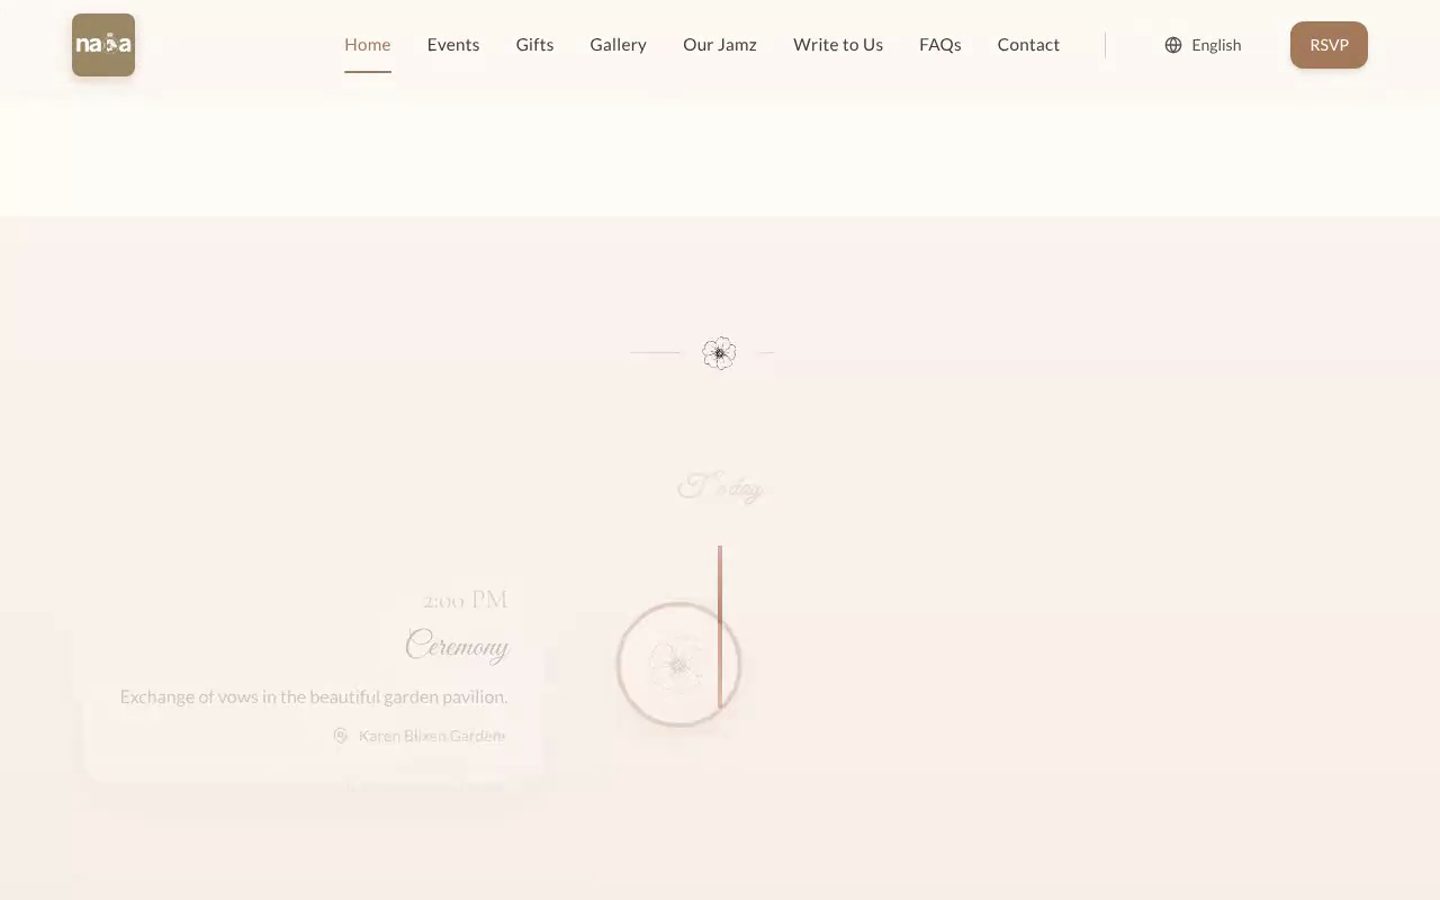 Home
Events
Gifts
Gallery
Our Jamz
Write to Us
FAQs
Contact
English
RSVP
Today
2:00 PM
Ceremony
Exchange of vows in the beautiful garden pavilion.
Karen Blixen Gardens